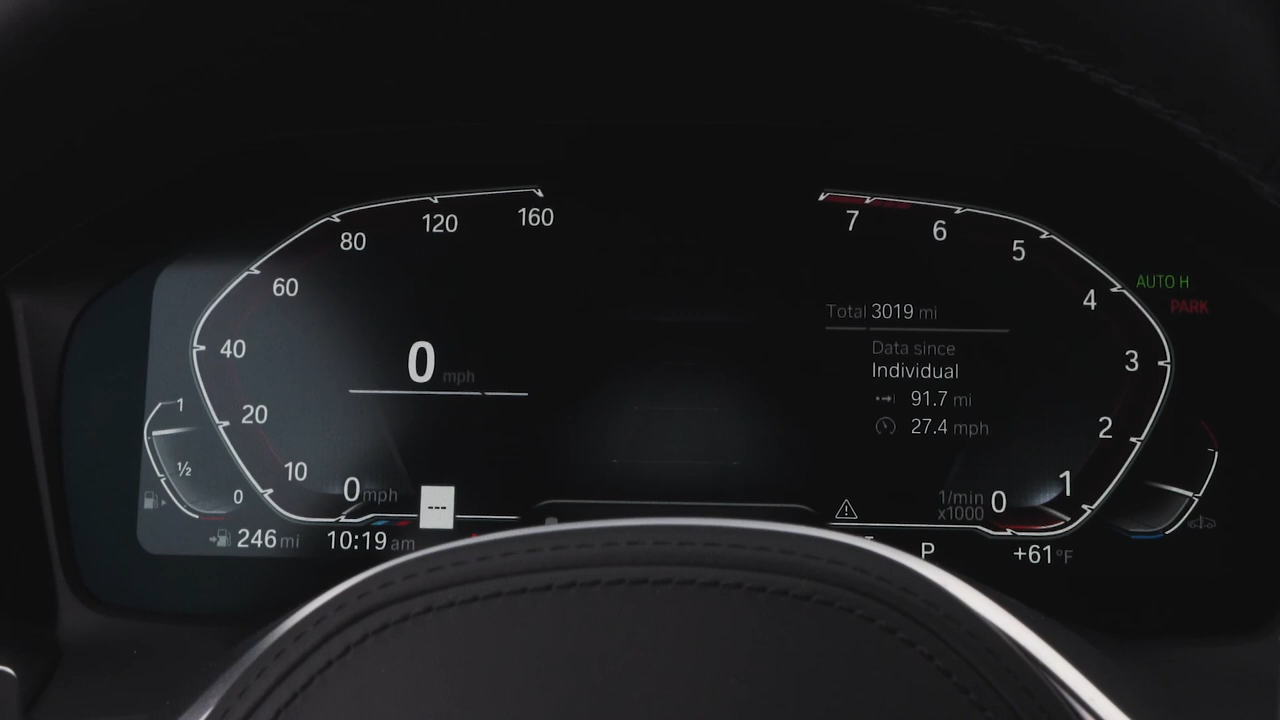 160
120
80
60
40
20
10
0 mph
0 mph
1
½
0
246 mi
10:19 am
---
7
6
5
4
3
2
1
0
1/min
x1000
Total 3019 mi
Data since
Individual
91.7 mi
27.4 mph
AUTO H
PARK
P
+61 °F